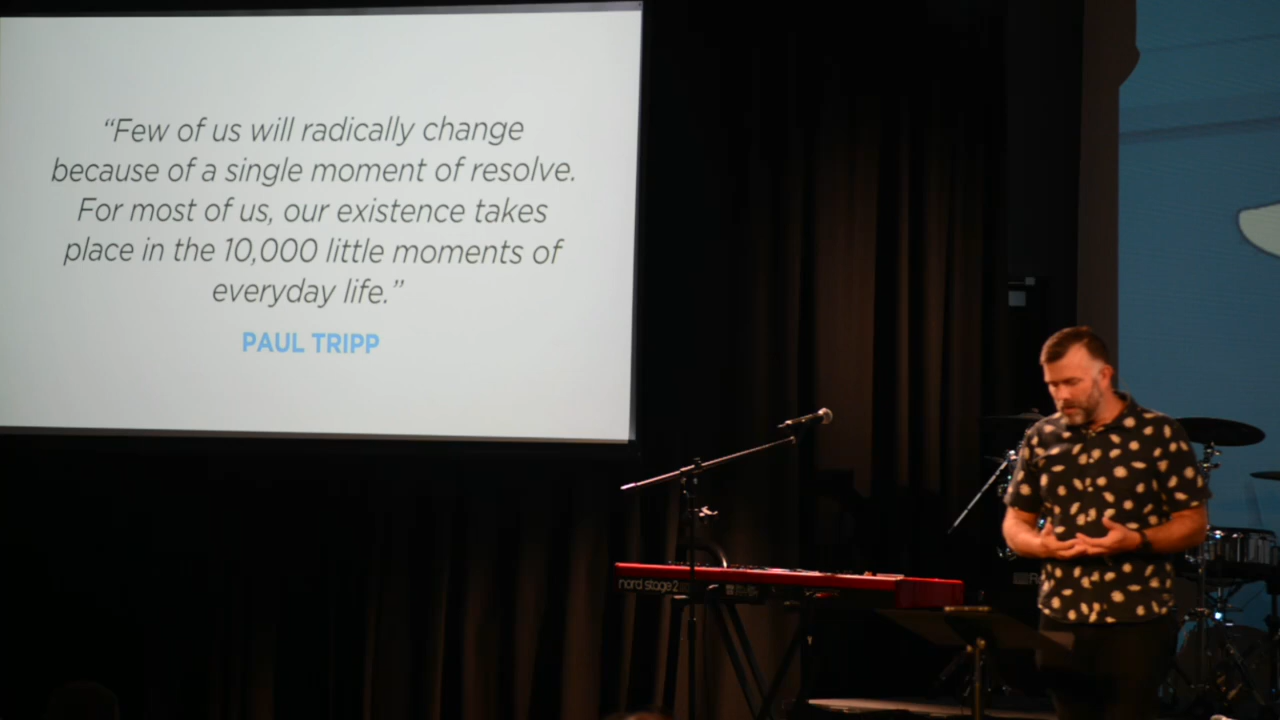 “Few of us will radically change
because of a single moment of resolve.
For most of us, our existence takes
place in the 10,000 little moments of
everyday life.”
PAUL TRIPP
nord stage 2